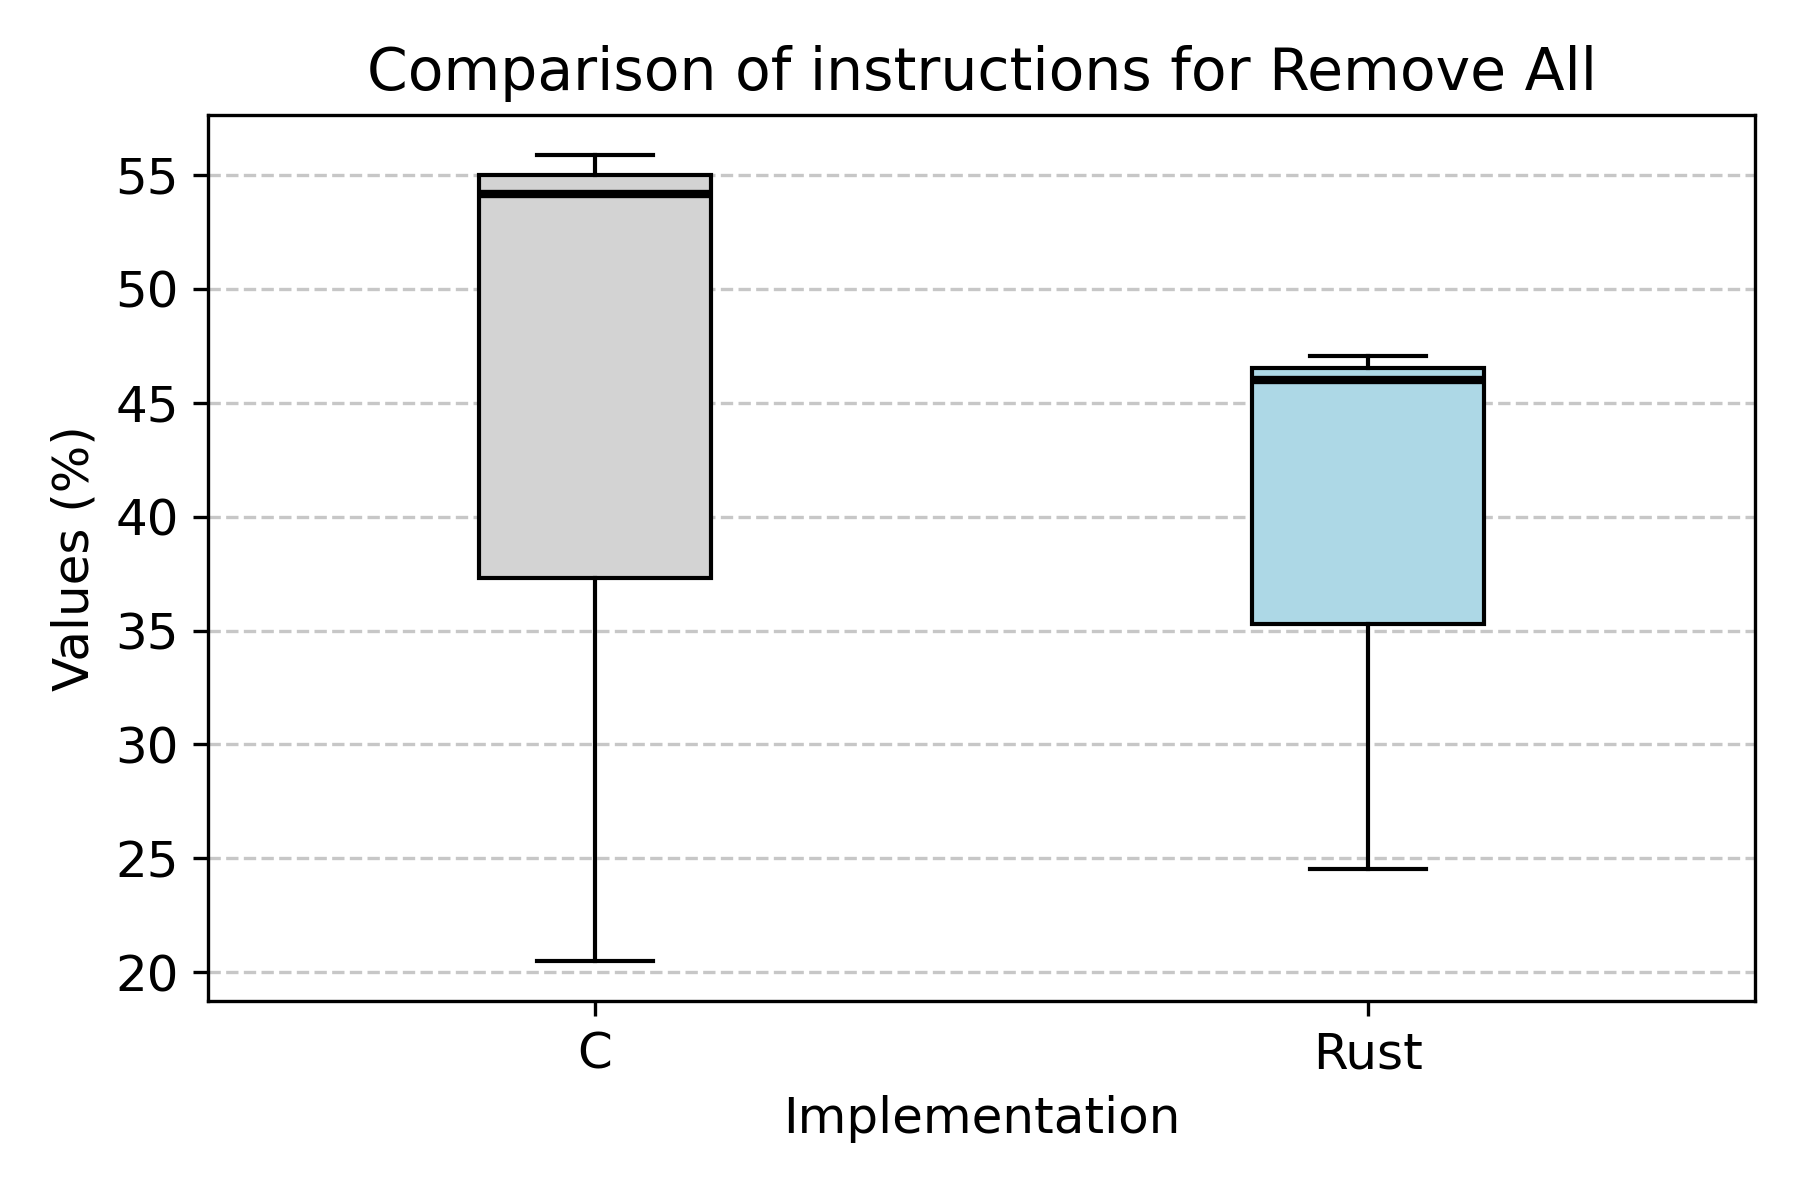 Comparison of instructions for Remove All
Values (%)
55
50
45
40
35
30
25
20
C
Rust
Implementation